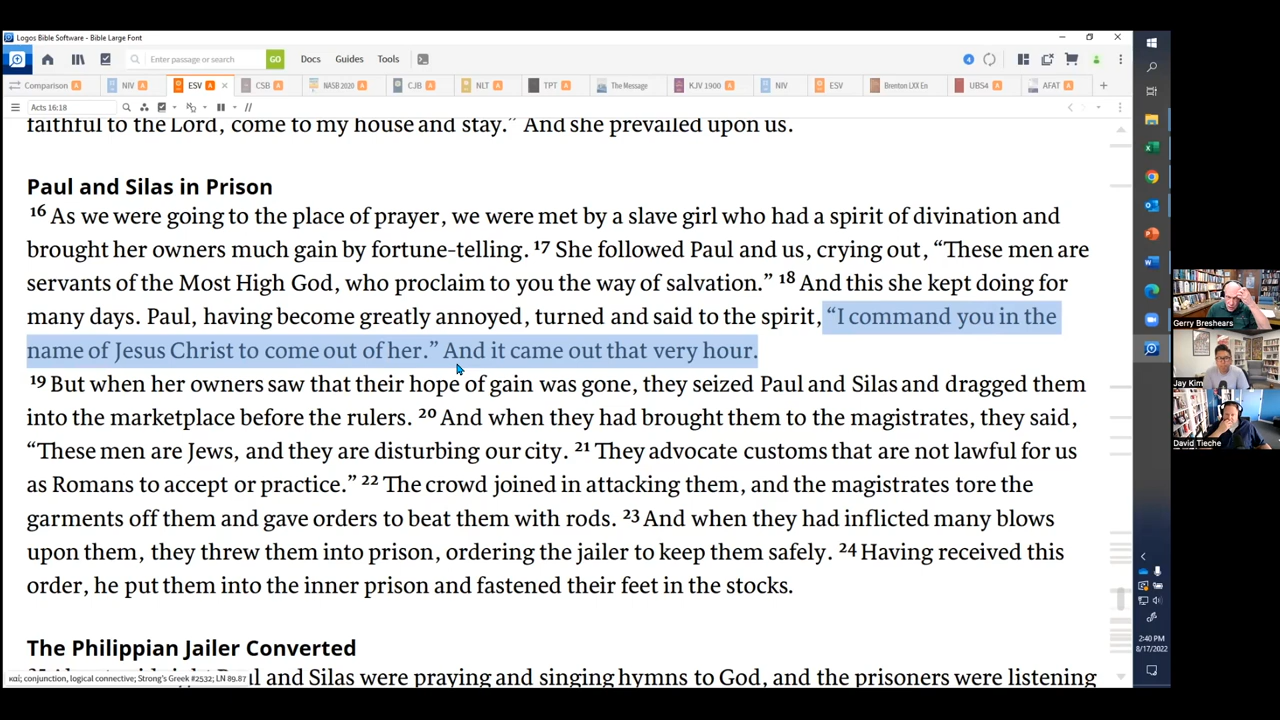 Logos Bible Software - Bible Large Font
Enter passage or search
GO
Docs
Guides
Tools
4
Comparison A
NIV A
ESV A
CSB A
NASB 2020 A
CJB A
NLT A
TPT A
The Message
KJV 1900 A
NIV
ESV
Brenton LXX En
UBS4 A
AFAT A
Acts 16:18
faithful to the Lord, come to my house and stay.” And she prevailed upon us.
Paul and Silas in Prison
16 As we were going to the place of prayer, we were met by a slave girl who had a spirit of divination and
brought her owners much gain by fortune-telling. 17 She followed Paul and us, crying out, “These men are
servants of the Most High God, who proclaim to you the way of salvation.” 18 And this she kept doing for
many days. Paul, having become greatly annoyed, turned and said to the spirit, “I command you in the
name of Jesus Christ to come out of her.” And it came out that very hour.
19 But when her owners saw that their hope of gain was gone, they seized Paul and Silas and dragged them
into the marketplace before the rulers. 20 And when they had brought them to the magistrates, they said,
“These men are Jews, and they are disturbing our city. 21 They advocate customs that are not lawful for us
as Romans to accept or practice.” 22 The crowd joined in attacking them, and the magistrates tore the
garments off them and gave orders to beat them with rods. 23 And when they had inflicted many blows
upon them, they threw them into prison, ordering the jailer to keep them safely. 24 Having received this
order, he put them into the inner prison and fastened their feet in the stocks.
The Philippian Jailer Converted
and Silas were praying and singing hymns to God, and the prisoners were listening
καί; conjunction, logical connective; Strong's Greek #2532; LN 89.87
Gerry Breshears
Jay Kim
David Tieche
2:40 PM
8/17/2022